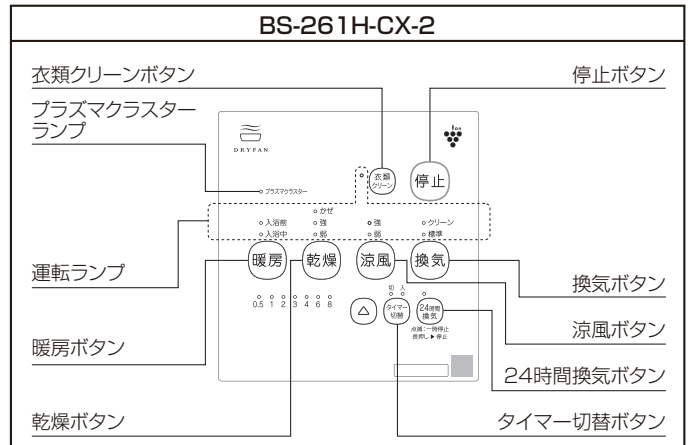 BS-261H-CX-2
衣類クリーンボタン
停止ボタン
プラズマクラスター
ランプ
DRYFAN
ion
衣類
クリーン
停止
プラズマクラスター
かぜ
入浴前 強 強 クリーン
入浴中 弱 弱 標準
運転ランプ
暖房 乾燥 涼風 換気
換気ボタン
切 入
0.5 1 2 3 4 6 8
△
タイマー
切替
24時間
換気
点滅:一時停止
長押し▶停止
涼風ボタン
暖房ボタン
24時間換気ボタン
乾燥ボタン
タイマー切替ボタン